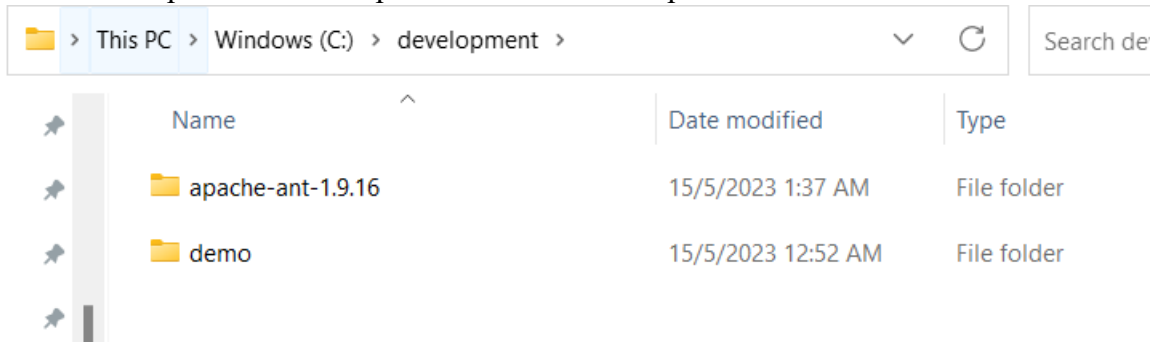 This PC > Windows (C:) > development >
Search de
Name Date modified Type
apache-ant-1.9.16 15/5/2023 1:37 AM File folder
demo 15/5/2023 12:52 AM File folder